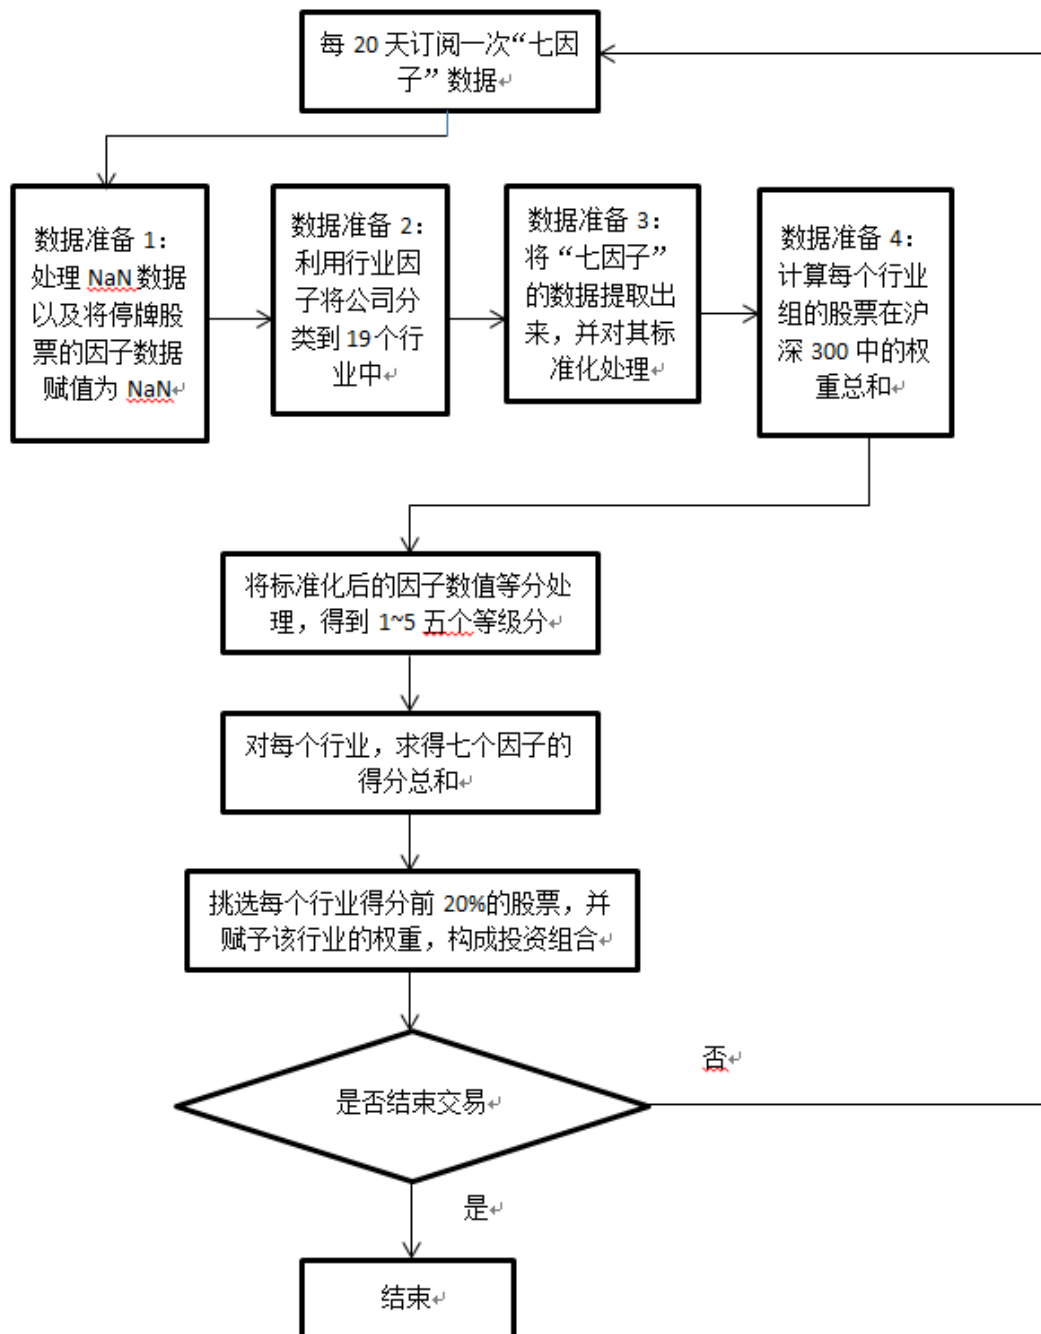 每 20 天订阅一次“七因
子”数据↵
数据准备 1：
处理 NaN 数据
以及将停牌股
票的因子数据
赋值为 NaN↵
数据准备 2：
利用行业因
子将公司分
类到 19 个行
业中↵
数据准备 3：
将“七因子”
的数据提取出
来，并对其标
准化处理↵
数据准备 4：
计算每个行业
组的股票在沪
深 300 中的权
重总和↵
将标准化后的因子数值等分处
理，得到 1~5 五个等级分↵
对每个行业，求得七个因子的
得分总和↵
挑选每个行业得分前 20%的股票，并
赋予该行业的权重，构成投资组合↵
是否结束交易↵
否↵
是↵
结束↵